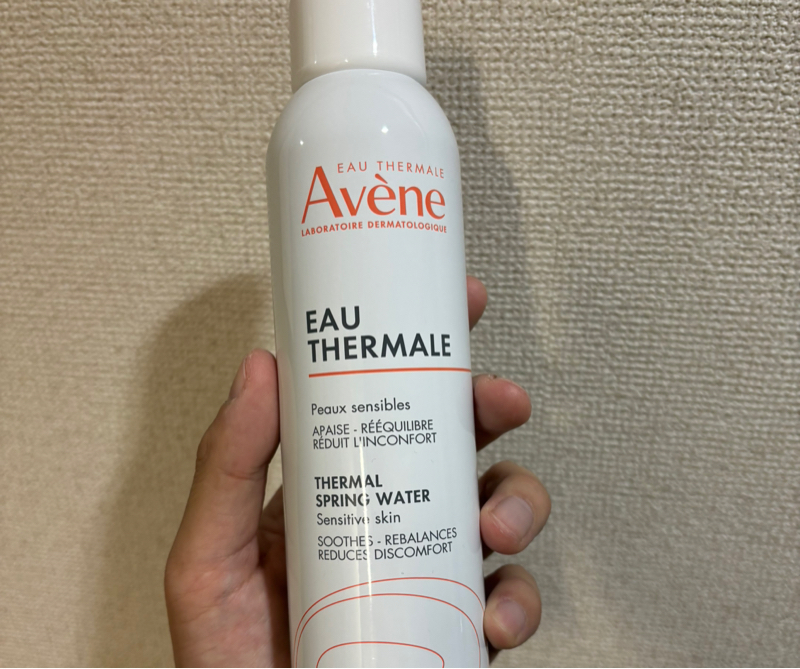 EAU THERMALE
Avène
LABORATOIRE DERMATOLOGIQUE
EAU
THERMALE
Peaux sensibles
APAISE - RÉÉQUILIBRE
RÉDUIT L'INCONFORT
THERMAL
SPRING WATER
Sensitive skin
SOOTHES - REBALANCES
REDUCES DISCOMFORT